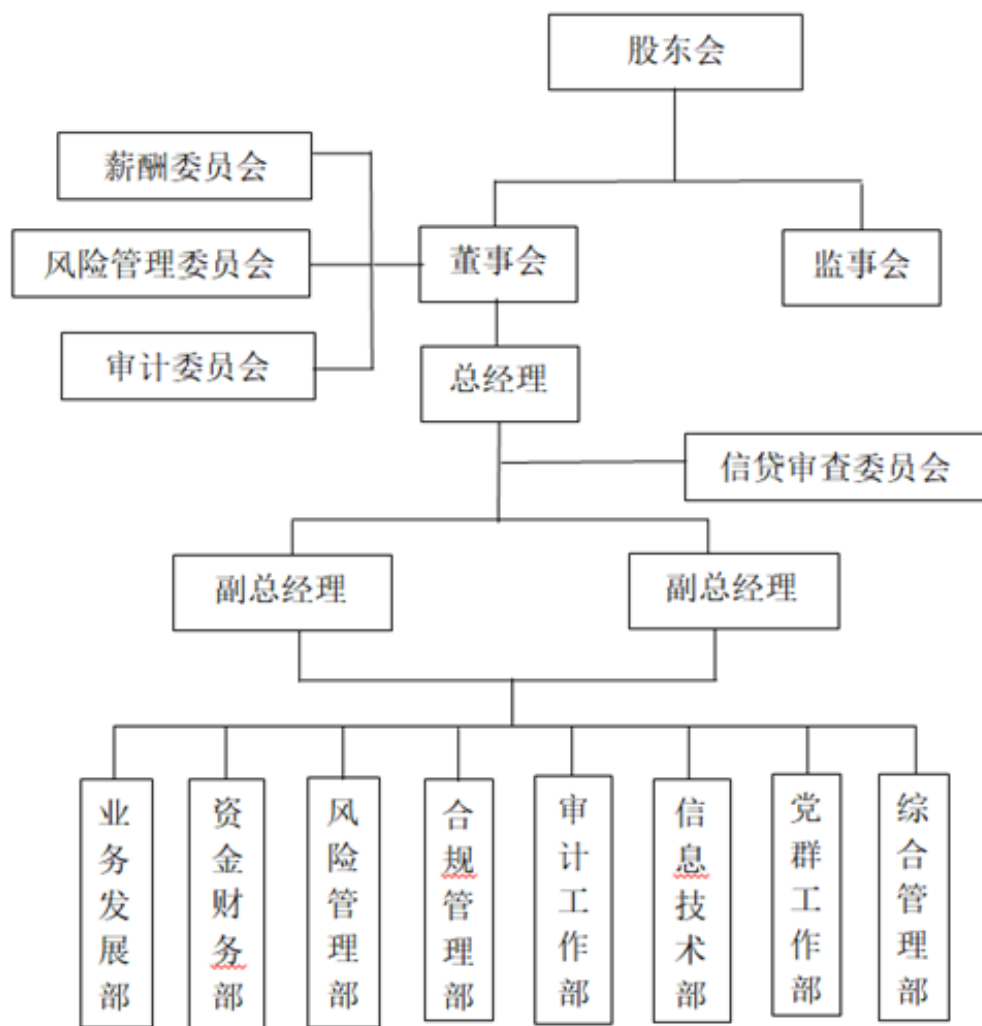 股东会
薪酬委员会
风险管理委员会
董事会
监事会
审计委员会
总经理
信贷审查委员会
副总经理
副总经理
业务发展部
资金财务部
风险管理部
合规管理部
审计工作部
信息技术部
党群工作部
综合管理部